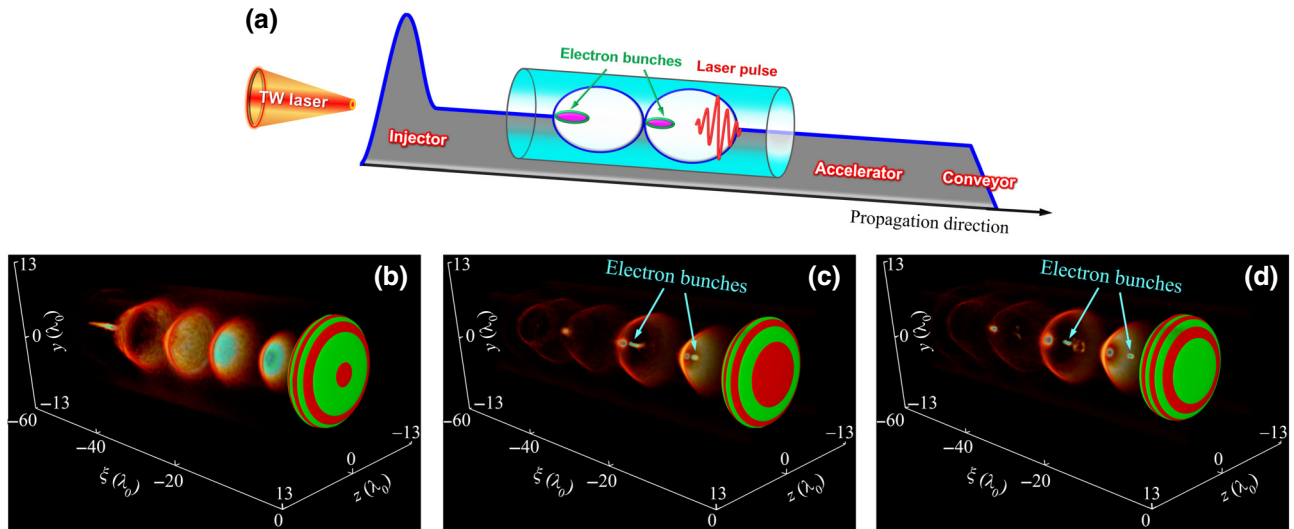 (a)
TW laser
Electron bunches
Laser pulse
Injector
Accelerator
Conveyor
Propagation direction
(b)
13
0
−13
y (λ₀)
−60
−40
−20
0
ξ (λ₀)
−13
0
13
z (λ₀)
(c)
Electron bunches
13
0
−13
y (λ₀)
−60
−40
−20
0
ξ (λ₀)
−13
0
13
z (λ₀)
(d)
Electron bunches
13
0
−13
y (λ₀)
−60
−40
−20
0
ξ (λ₀)
−13
0
13
z (λ₀)